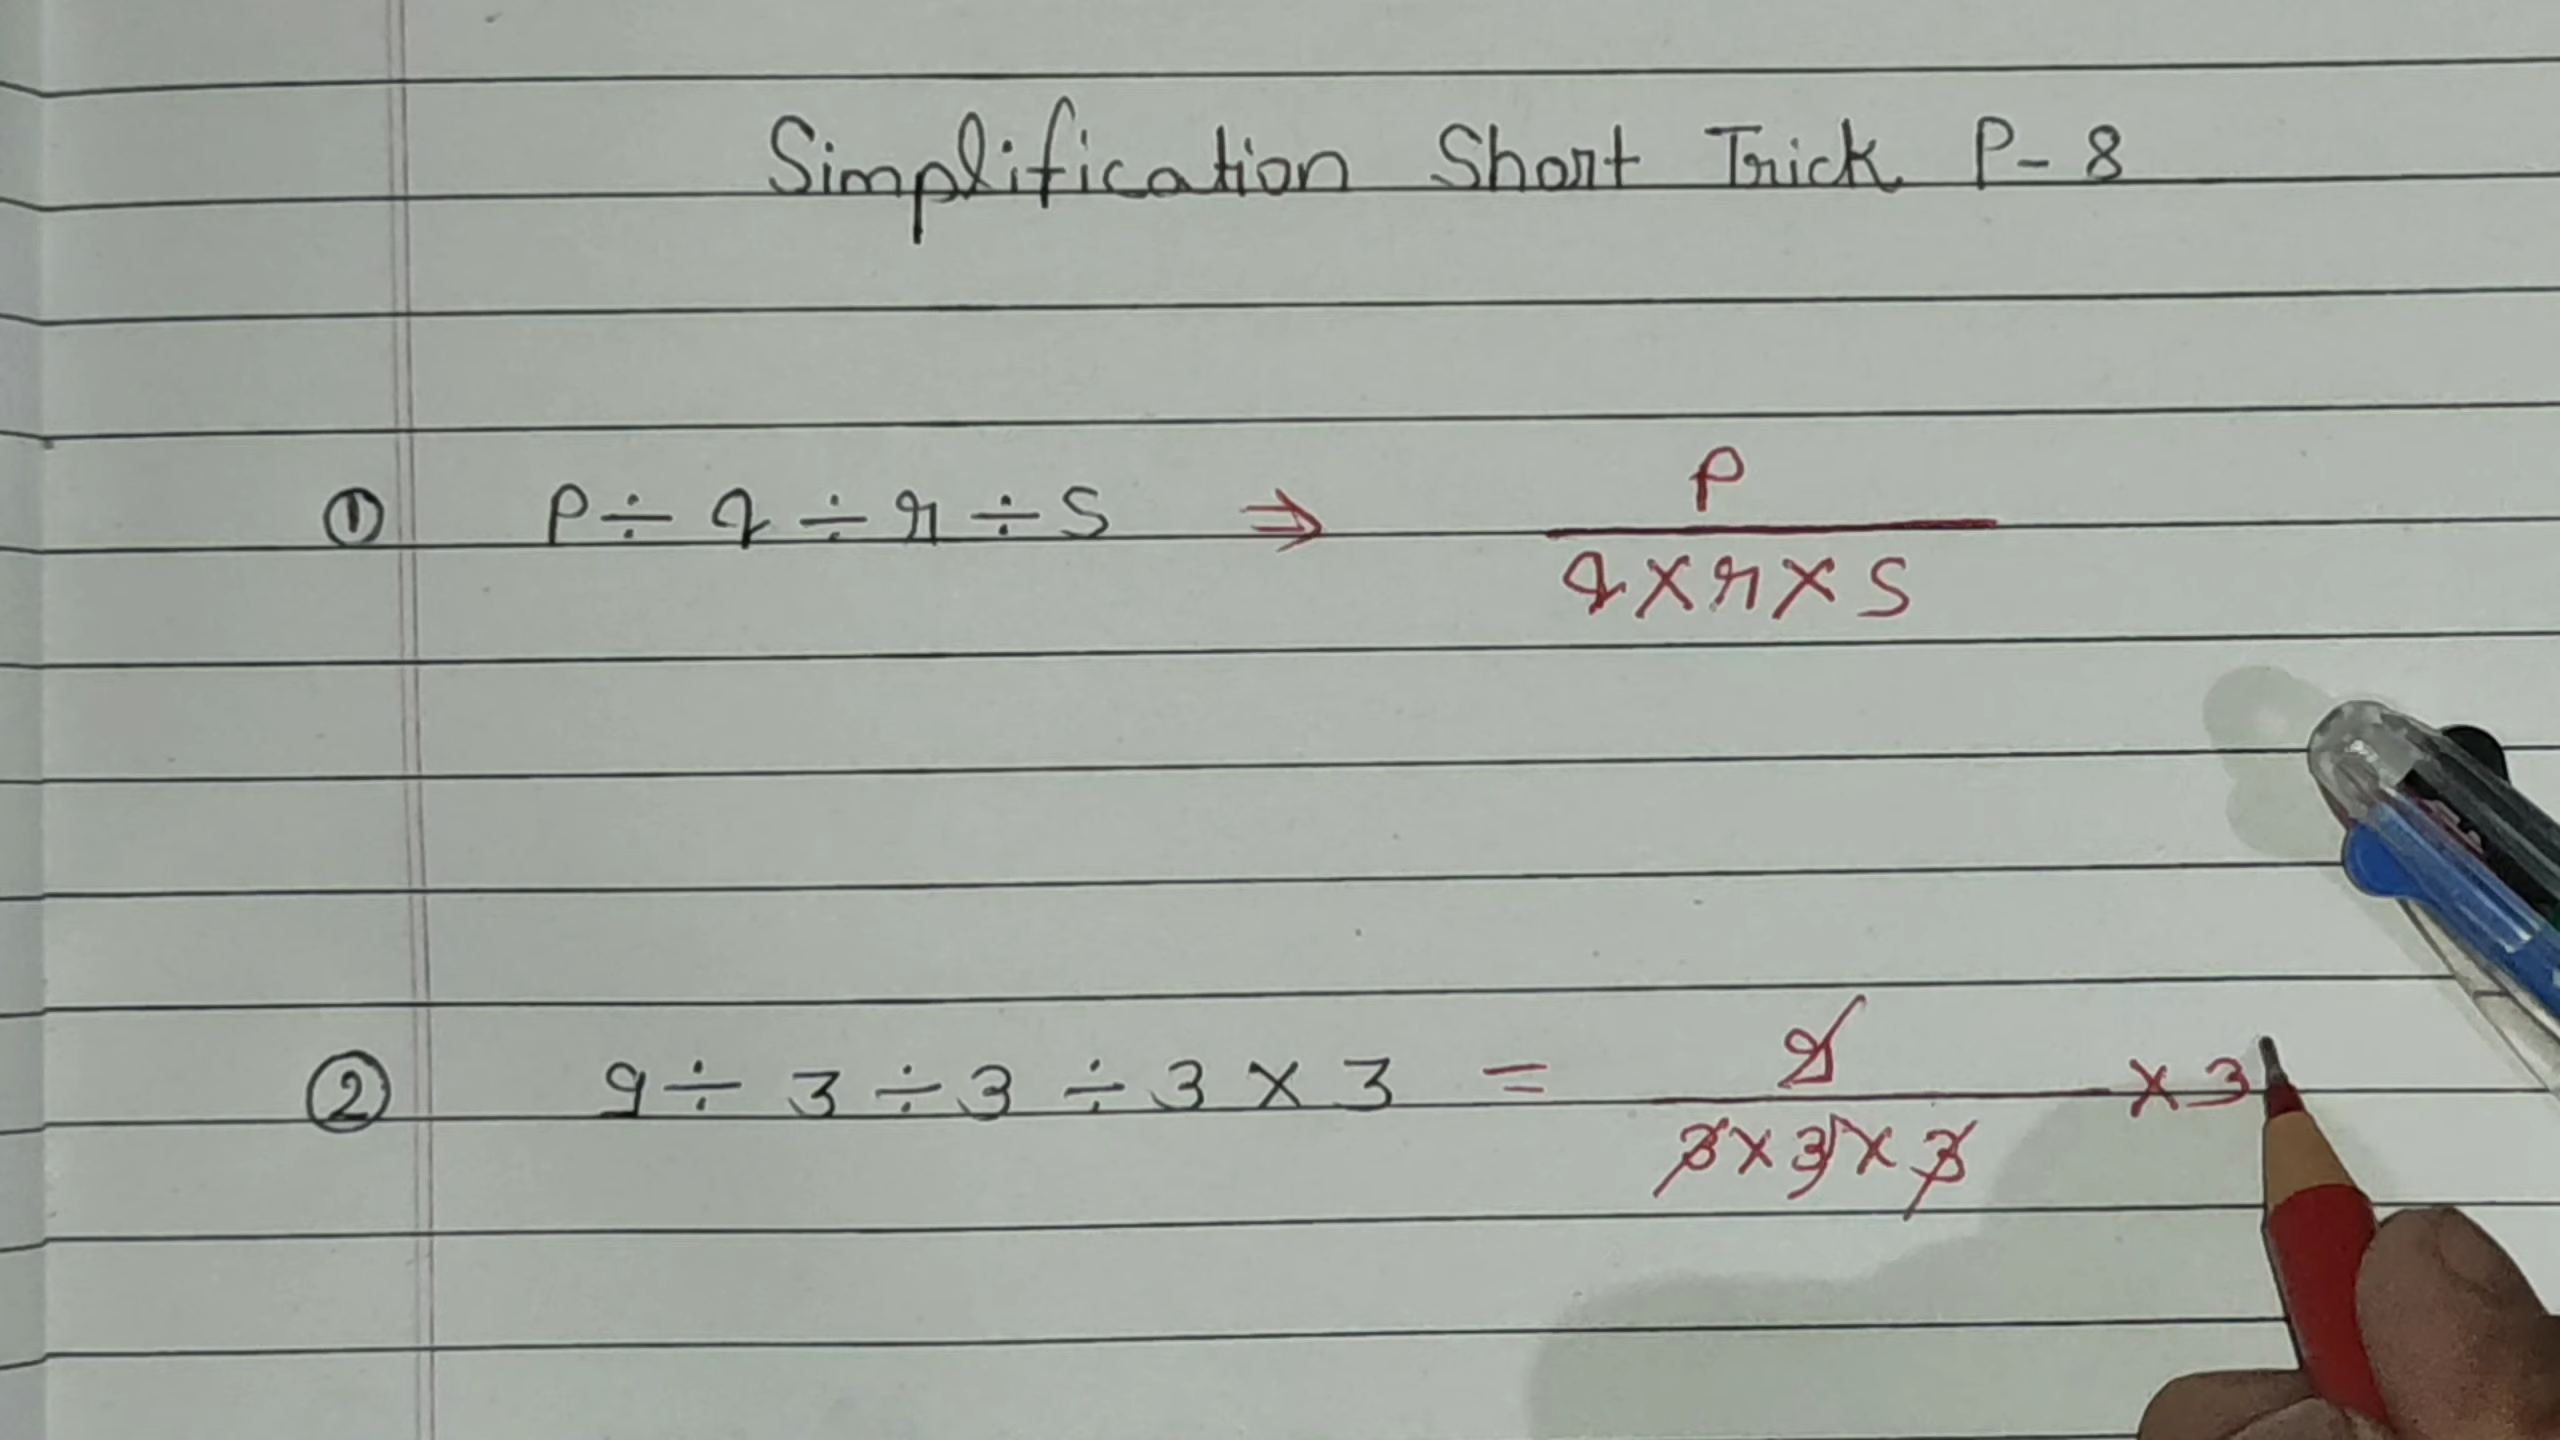 Simplification Short Trick P-8
① P ÷ q ÷ r ÷ s ⇒ P / q × r × s
② 9 ÷ 3 ÷ 3 ÷ 3 × 3 = 9 / 3 × 3 × 3 × 3